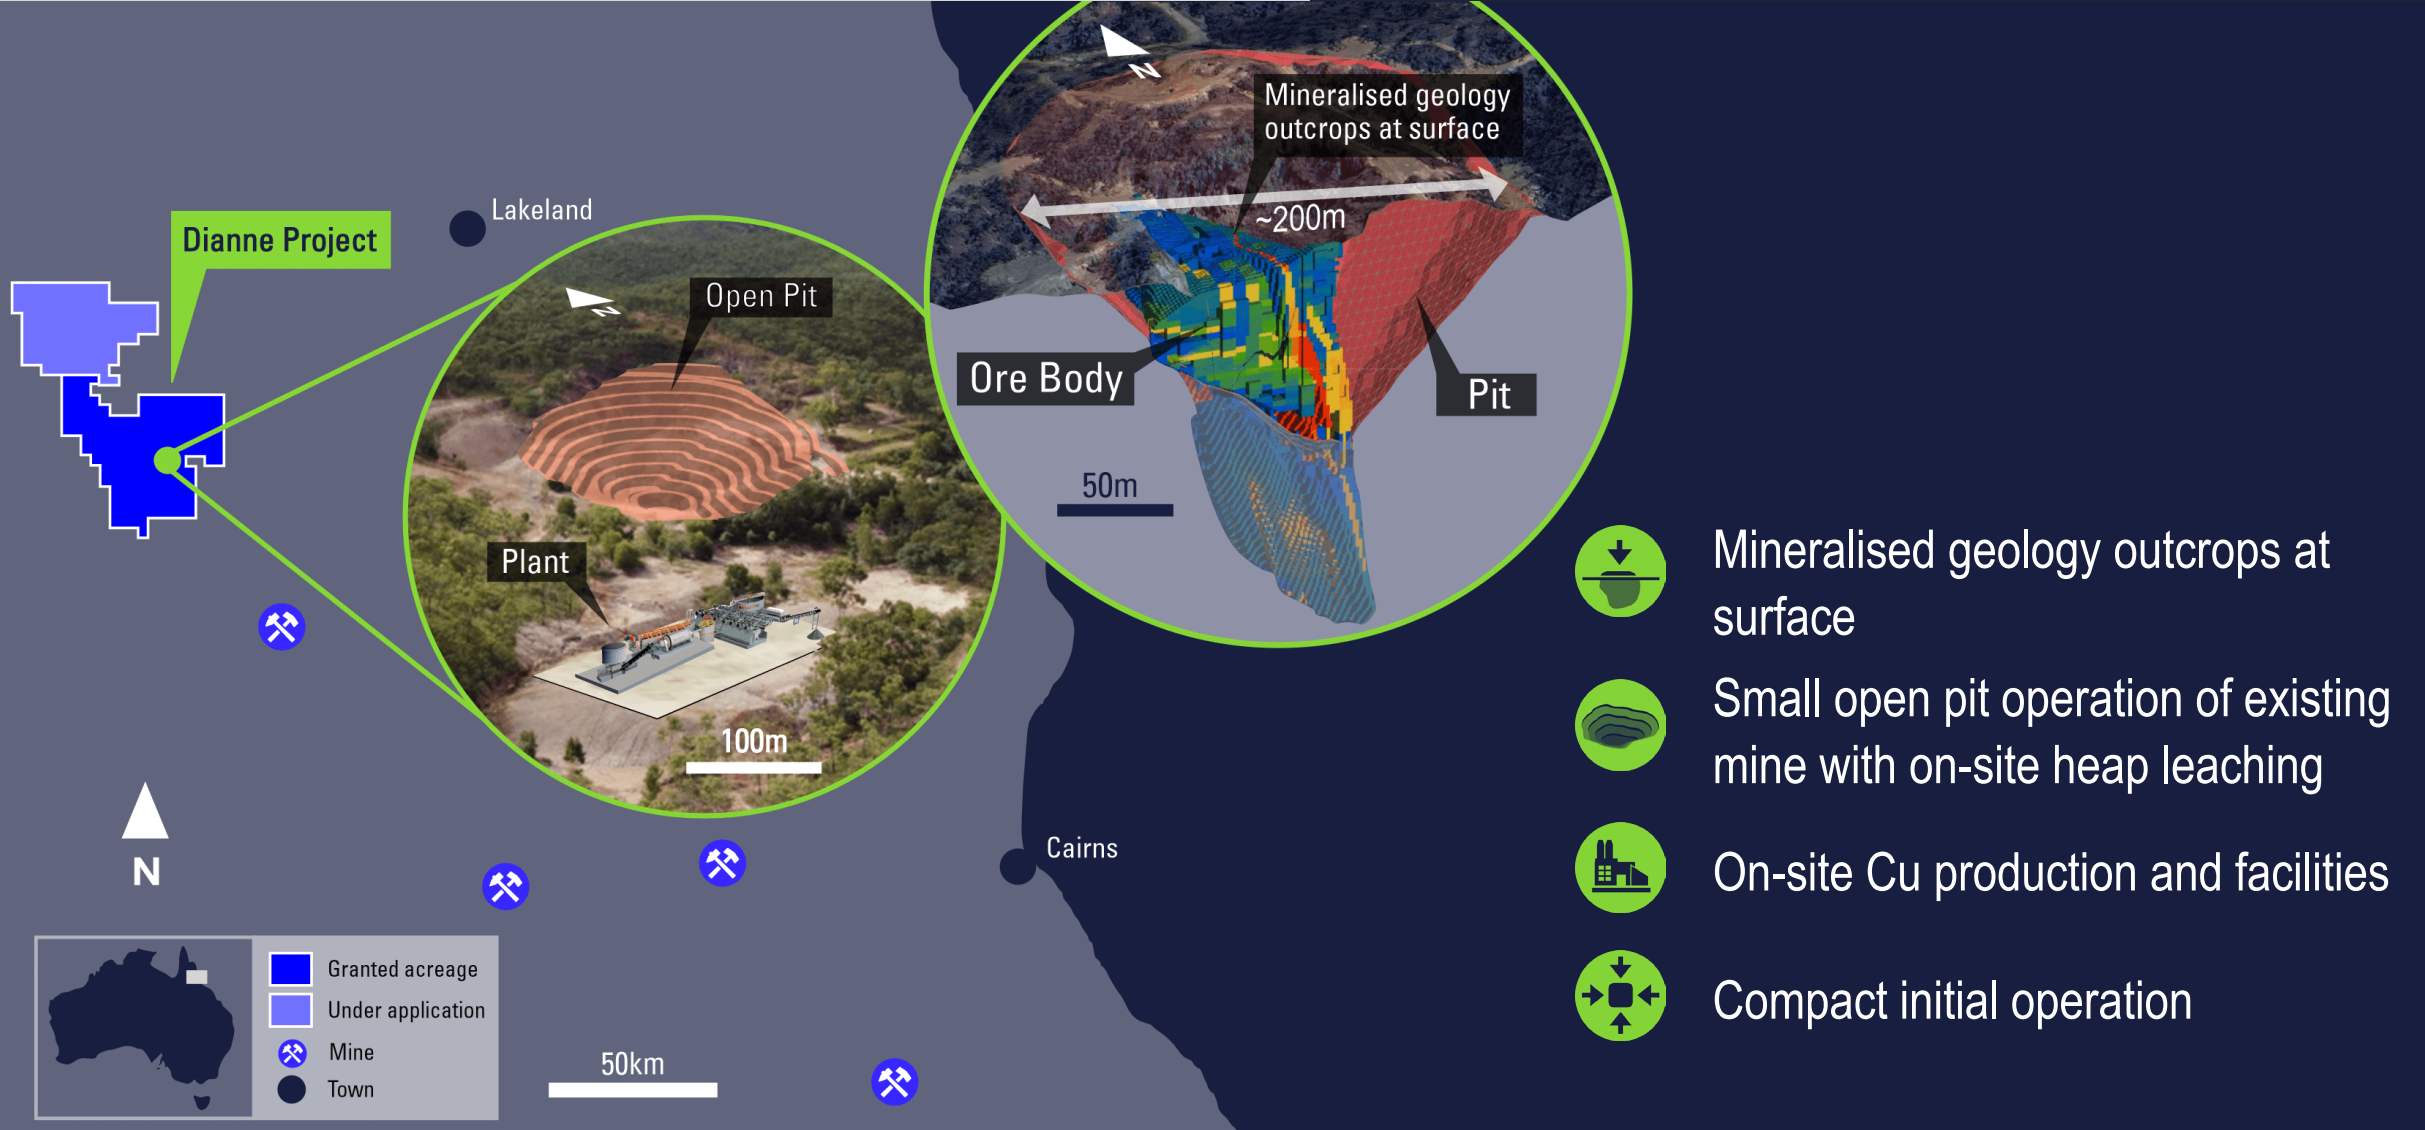 Dianne Project
Lakeland
Open Pit
Plant
100m
N
N
Mineralised geology
outcrops at surface
~200m
Ore Body
Pit
50m
Cairns
N
Granted acreage
Under application
Mine
Town
50km
Mineralised geology outcrops at
surface
Small open pit operation of existing
mine with on-site heap leaching
On-site Cu production and facilities
Compact initial operation